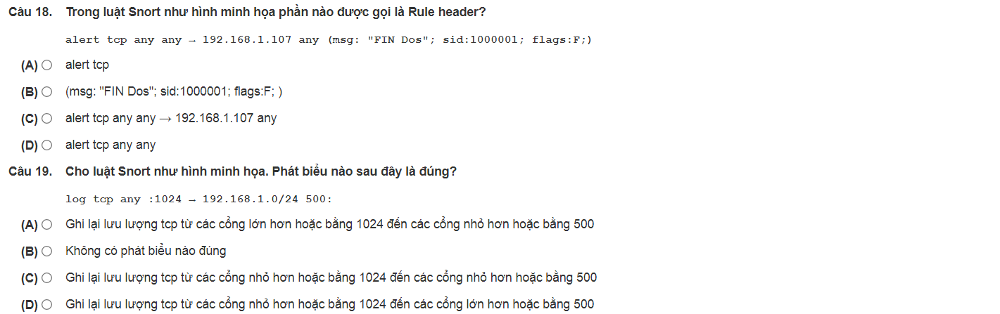 Câu 18. Trong luật Snort như hình minh họa phần nào được gọi là Rule header?
alert tcp any any → 192.168.1.107 any (msg: "FIN Dos"; sid:1000001; flags:F;)
(A) alert tcp
(B) (msg: "FIN Dos"; sid:1000001; flags:F; )
(C) alert tcp any any → 192.168.1.107 any
(D) alert tcp any any
Câu 19. Cho luật Snort như hình minh họa. Phát biểu nào sau đây là đúng?
log tcp any :1024 → 192.168.1.0/24 500:
(A) Ghi lại lưu lượng tcp từ các cổng lớn hơn hoặc bằng 1024 đến các cổng nhỏ hơn hoặc bằng 500
(B) Không có phát biểu nào đúng
(C) Ghi lại lưu lượng tcp từ các cổng nhỏ hơn hoặc bằng 1024 đến các cổng nhỏ hơn hoặc bằng 500
(D) Ghi lại lưu lượng tcp từ các cổng nhỏ hơn hoặc bằng 1024 đến các cổng lớn hơn hoặc bằng 500